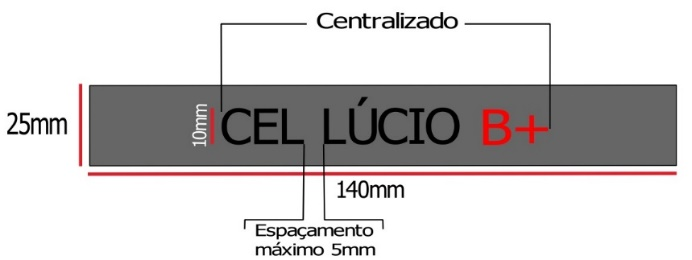 Centralizado
25mm
10mm
CEL LÚCIO B+
140mm
Espaçamento
máximo 5mm